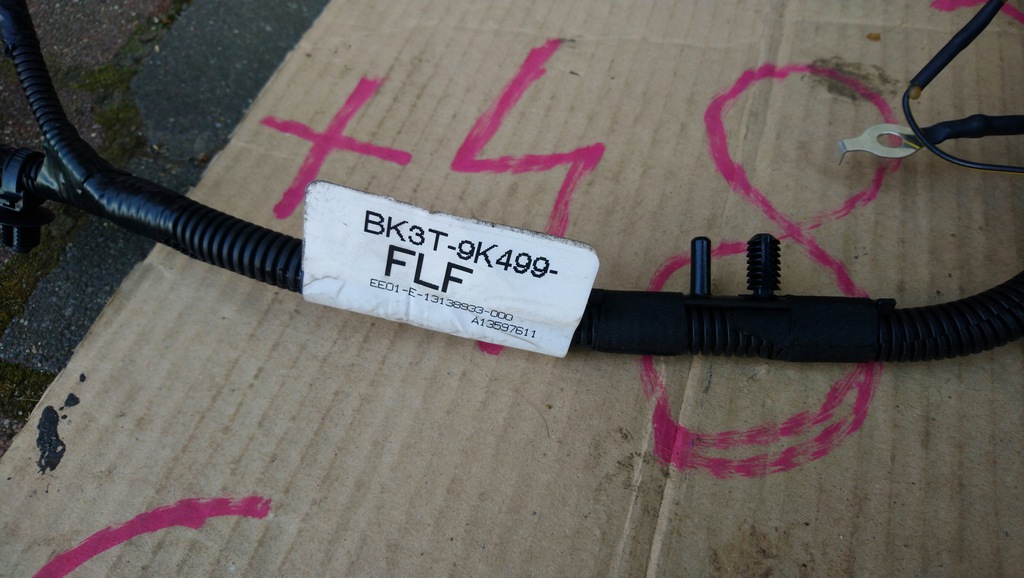 +48
BK3T-9K499-
FLF
EE01-E-13138933-000
A13597611